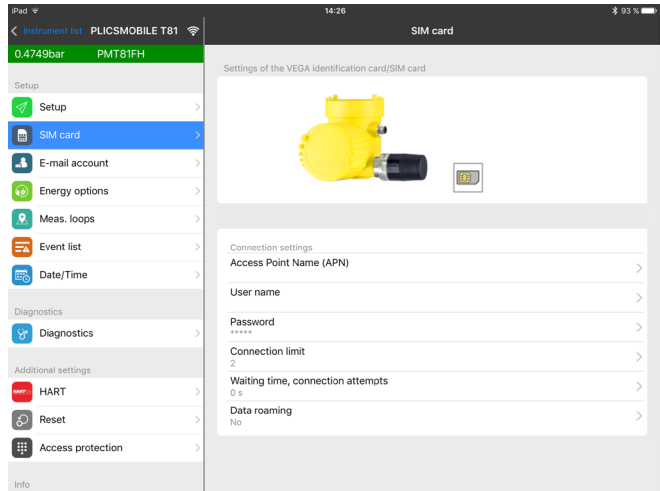 iPad
14:26
93 %
Instrument list PLICSMOBILE T81
SIM card
0.4749bar PMT81FH
Setup
Setup
SIM card
E-mail account
Energy options
Meas. loops
Event list
Date/Time
Diagnostics
Diagnostics
Additional settings
HART
HART
Reset
Access protection
Info
Settings of the VEGA identification card/SIM card
Connection settings
Access Point Name (APN)
User name
Password
*****
Connection limit
2
Waiting time, connection attempts
0 s
Data roaming
No